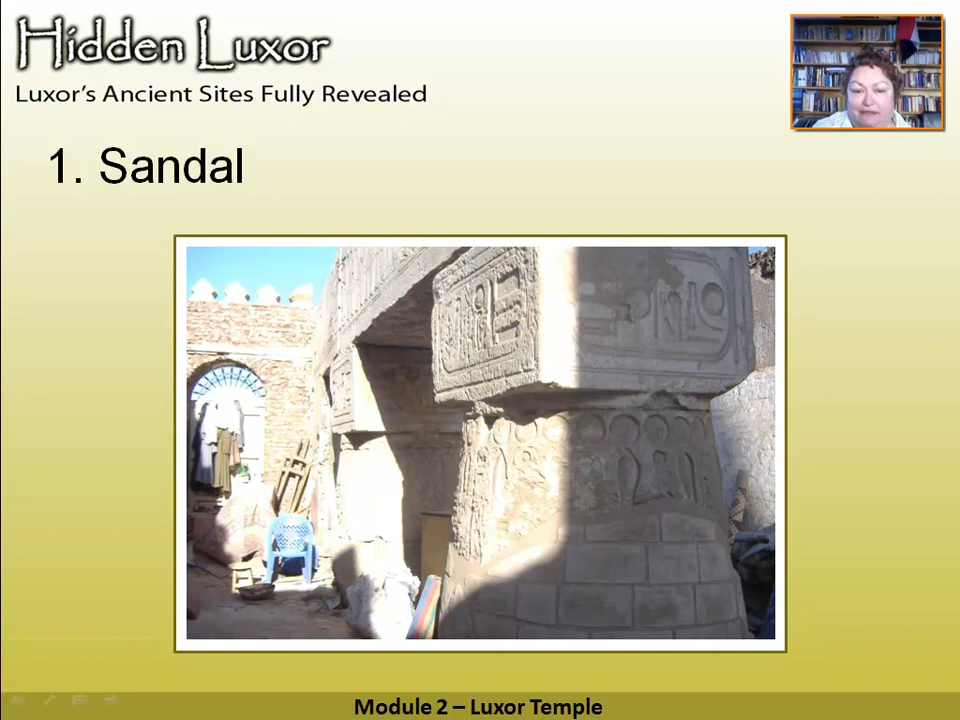 Hidden Luxor
Luxor's Ancient Sites Fully Revealed
1. Sandal
Module 2 – Luxor Temple